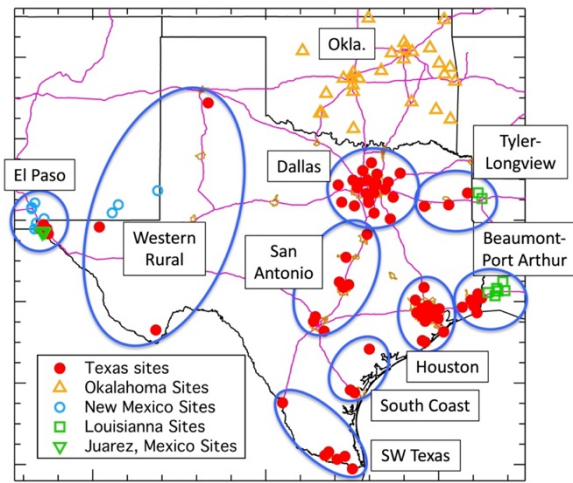 Okla.
Tyler-
Longview
Dallas
El Paso
Western
Rural
San
Antonio
Beaumont-
Port Arthur
Houston
South Coast
SW Texas
Texas sites
Okalahoma Sites
New Mexico Sites
Louisianna Sites
Juarez, Mexico Sites